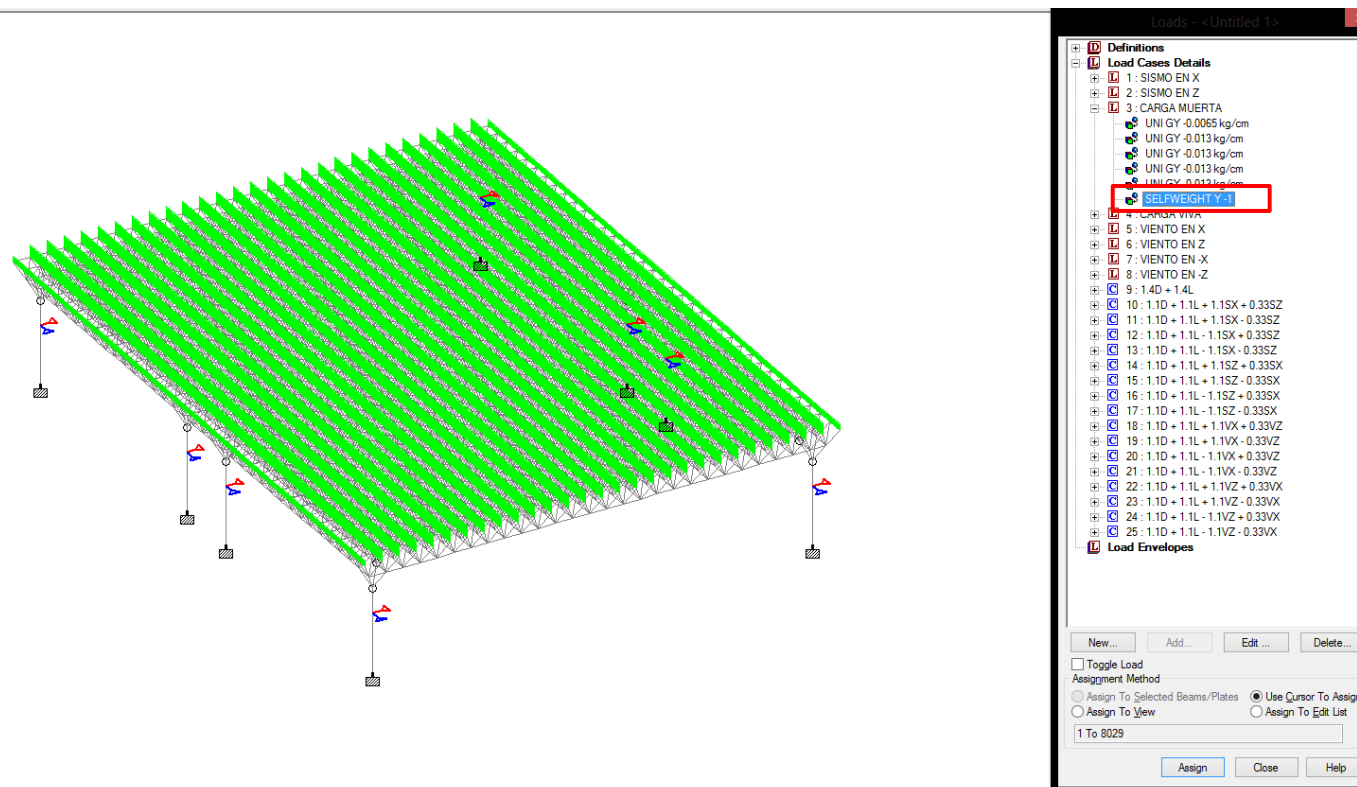 Loads - <Untitled 1>
Definitions
Load Cases Details
1 : SISMO EN X
2 : SISMO EN Z
3 : CARGA MUERTA
UNI GY -0.0065 kg/cm
UNI GY -0.013 kg/cm
UNI GY -0.013 kg/cm
UNI GY -0.013 kg/cm
UNI GY -0.013 kg/cm
SELFWEIGHT Y -1
4 : CARGA VIVA
5 : VIENTO EN X
6 : VIENTO EN Z
7 : VIENTO EN -X
8 : VIENTO EN -Z
9 : 1.4D + 1.4L
10 : 1.1D + 1.1L + 1.1SX + 0.33SZ
11 : 1.1D + 1.1L + 1.1SX - 0.33SZ
12 : 1.1D + 1.1L - 1.1SX + 0.33SZ
13 : 1.1D + 1.1L - 1.1SX - 0.33SZ
14 : 1.1D + 1.1L + 1.1SZ + 0.33SX
15 : 1.1D + 1.1L + 1.1SZ - 0.33SX
16 : 1.1D + 1.1L - 1.1SZ + 0.33SX
17 : 1.1D + 1.1L - 1.1SZ - 0.33SX
18 : 1.1D + 1.1L + 1.1VX + 0.33VZ
19 : 1.1D + 1.1L + 1.1VX - 0.33VZ
20 : 1.1D + 1.1L - 1.1VX + 0.33VZ
21 : 1.1D + 1.1L - 1.1VX - 0.33VZ
22 : 1.1D + 1.1L + 1.1VZ + 0.33VX
23 : 1.1D + 1.1L + 1.1VZ - 0.33VX
24 : 1.1D + 1.1L - 1.1VZ + 0.33VX
25 : 1.1D + 1.1L - 1.1VZ - 0.33VX
Load Envelopes
New... Add... Edit ... Delete...
Toggle Load
Assignment Method
Assign To Selected Beams/Plates Use Cursor To Assign
Assign To View Assign To Edit List
1 To 8029
Assign Close Help